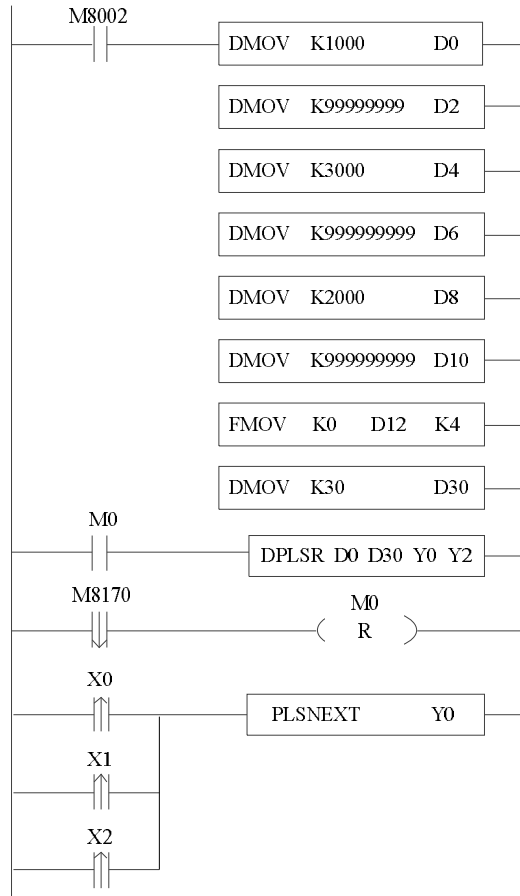 M8002
DMOV K1000 D0
DMOV K99999999 D2
DMOV K3000 D4
DMOV K999999999 D6
DMOV K2000 D8
DMOV K999999999 D10
FMOV K0 D12 K4
DMOV K30 D30
M0
DPLSR D0 D30 Y0 Y2
M8170
M0
R
X0
PLSNEXT Y0
X1
X2